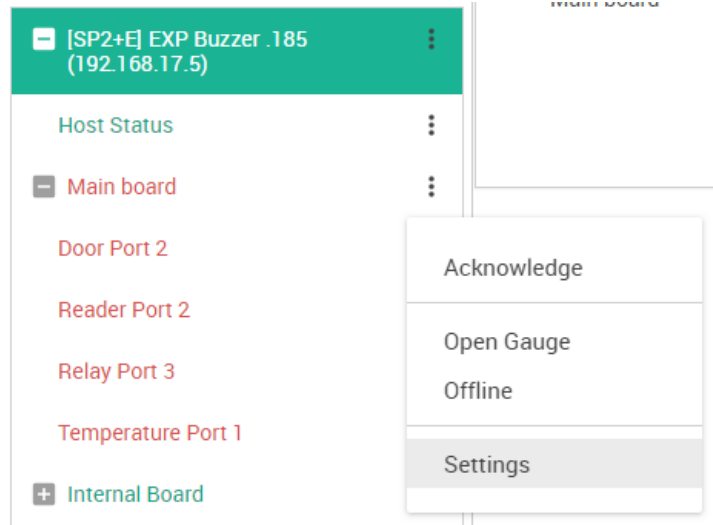 Main board
[SP2+E] EXP Buzzer .185
(192.168.17.5)
Host Status
Main board
Door Port 2
Reader Port 2
Relay Port 3
Temperature Port 1
Internal Board
Acknowledge
Open Gauge
Offline
Settings